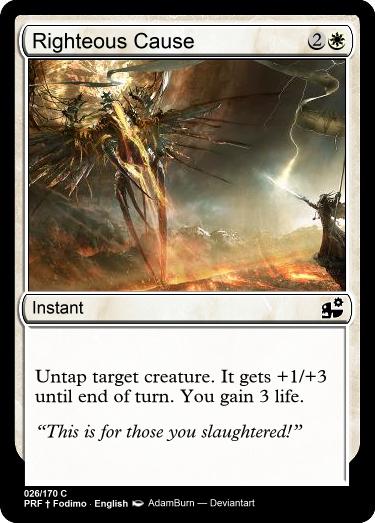 Righteous Cause 2
Instant
Untap target creature. It gets +1/+3
until end of turn. You gain 3 life.
“This is for those you slaughtered!”
026/170 C
PRF † Fodimo · English AdamBurn — Deviantart